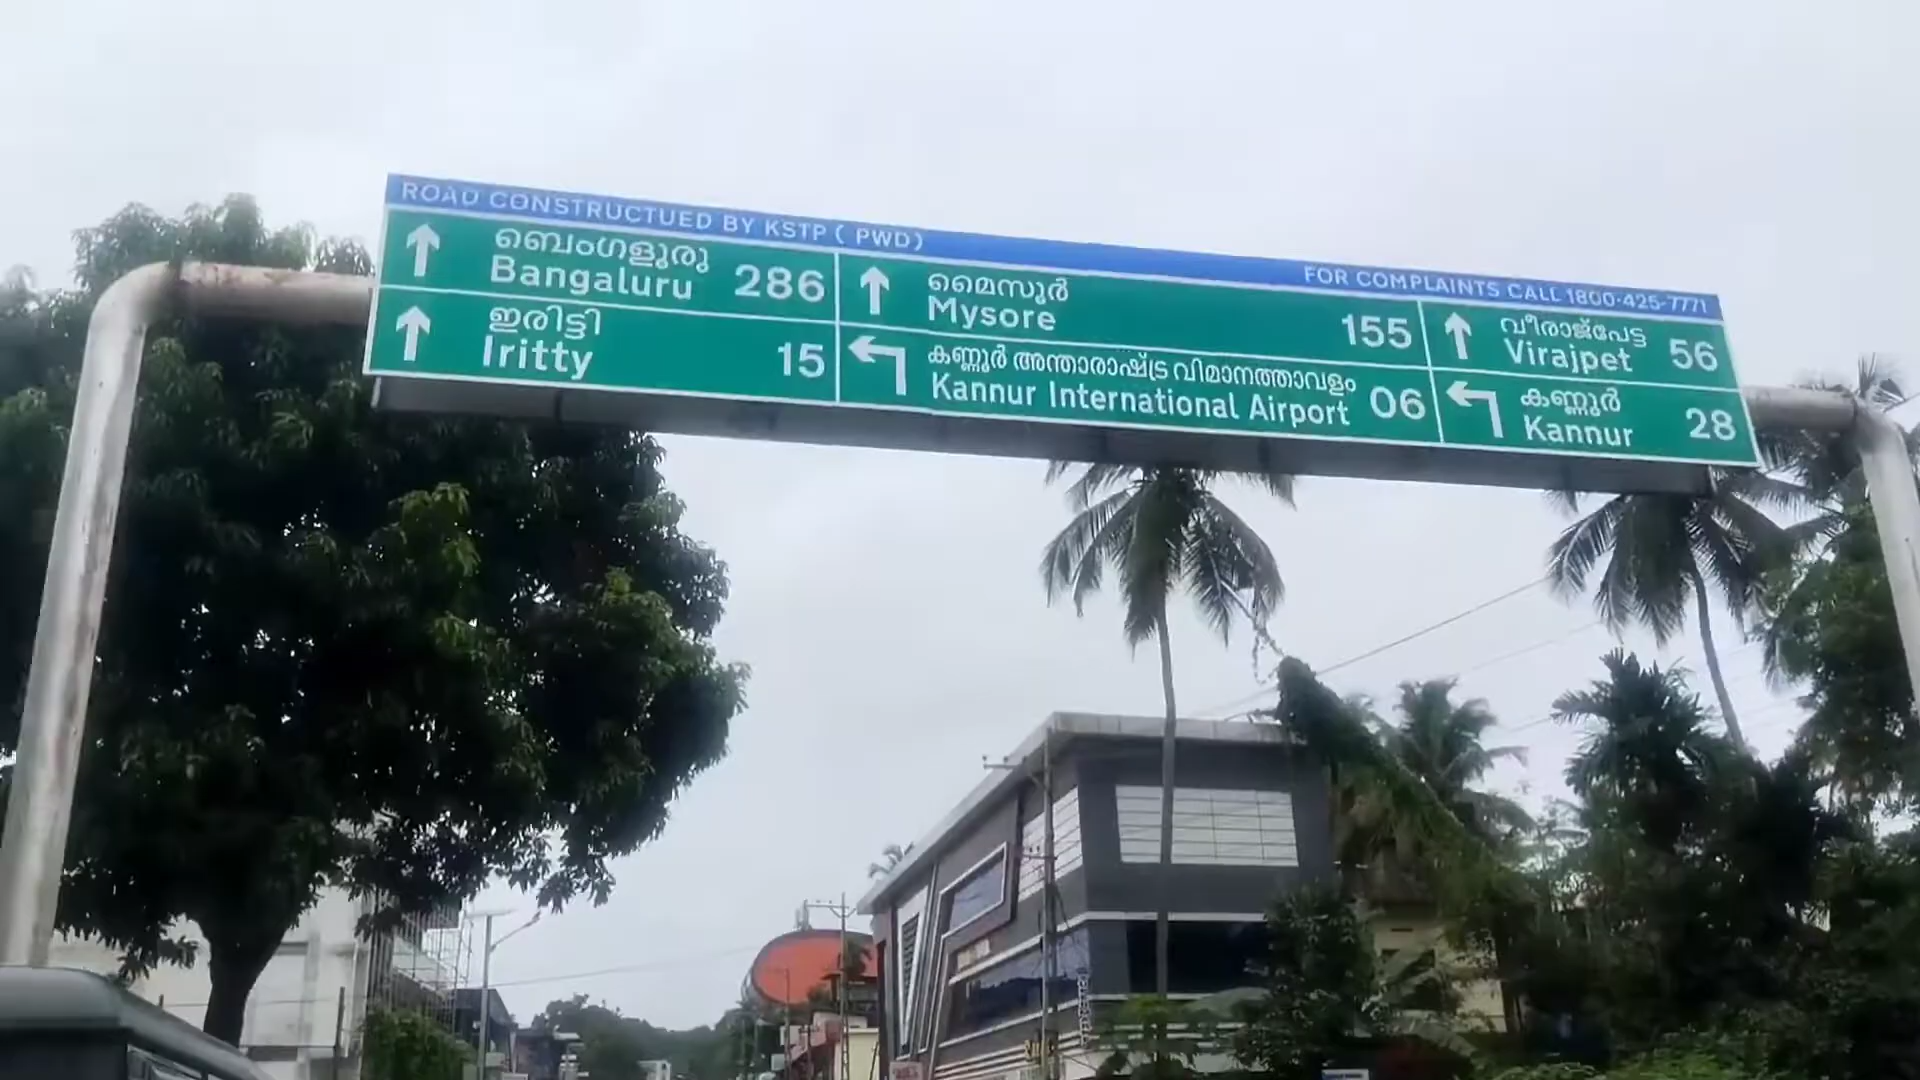 ROAD CONSTRUCTUED BY KSTP ( PWD)
FOR COMPLAINTS CALL 1800-425-7771
ബെംഗളൂരു
Bangaluru 286
ഇരിട്ടി
Iritty 15
മൈസൂർ
Mysore 155
കണ്ണൂർ അന്താരാഷ്ട്ര വിമാനത്താവളം
Kannur International Airport 06
വീരാജ്പേട്ട
Virajpet 56
കണ്ണൂർ
Kannur 28